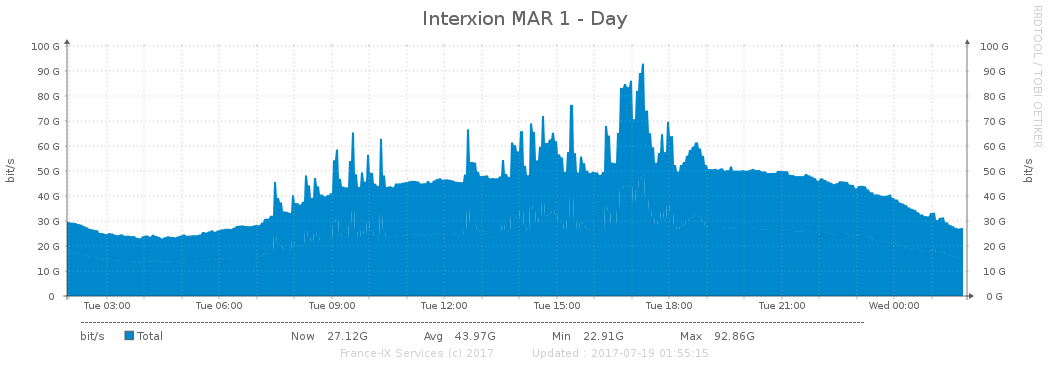 Interxion MAR 1 - Day
RRDTOOL / TOBI OETIKER
bit/s
bit/s
100 G 100 G
90 G 90 G
80 G 80 G
70 G 70 G
60 G 60 G
50 G 50 G
40 G 40 G
30 G 30 G
20 G 20 G
10 G 10 G
0 0 G
Tue 03:00 Tue 06:00 Tue 09:00 Tue 12:00 Tue 15:00 Tue 18:00 Tue 21:00 Wed 00:00
bit/s Total Now 27.12G Avg 43.97G Min 22.91G Max 92.86G
France-IX Services (c) 2017 Updated : 2017-07-19 01:55:15